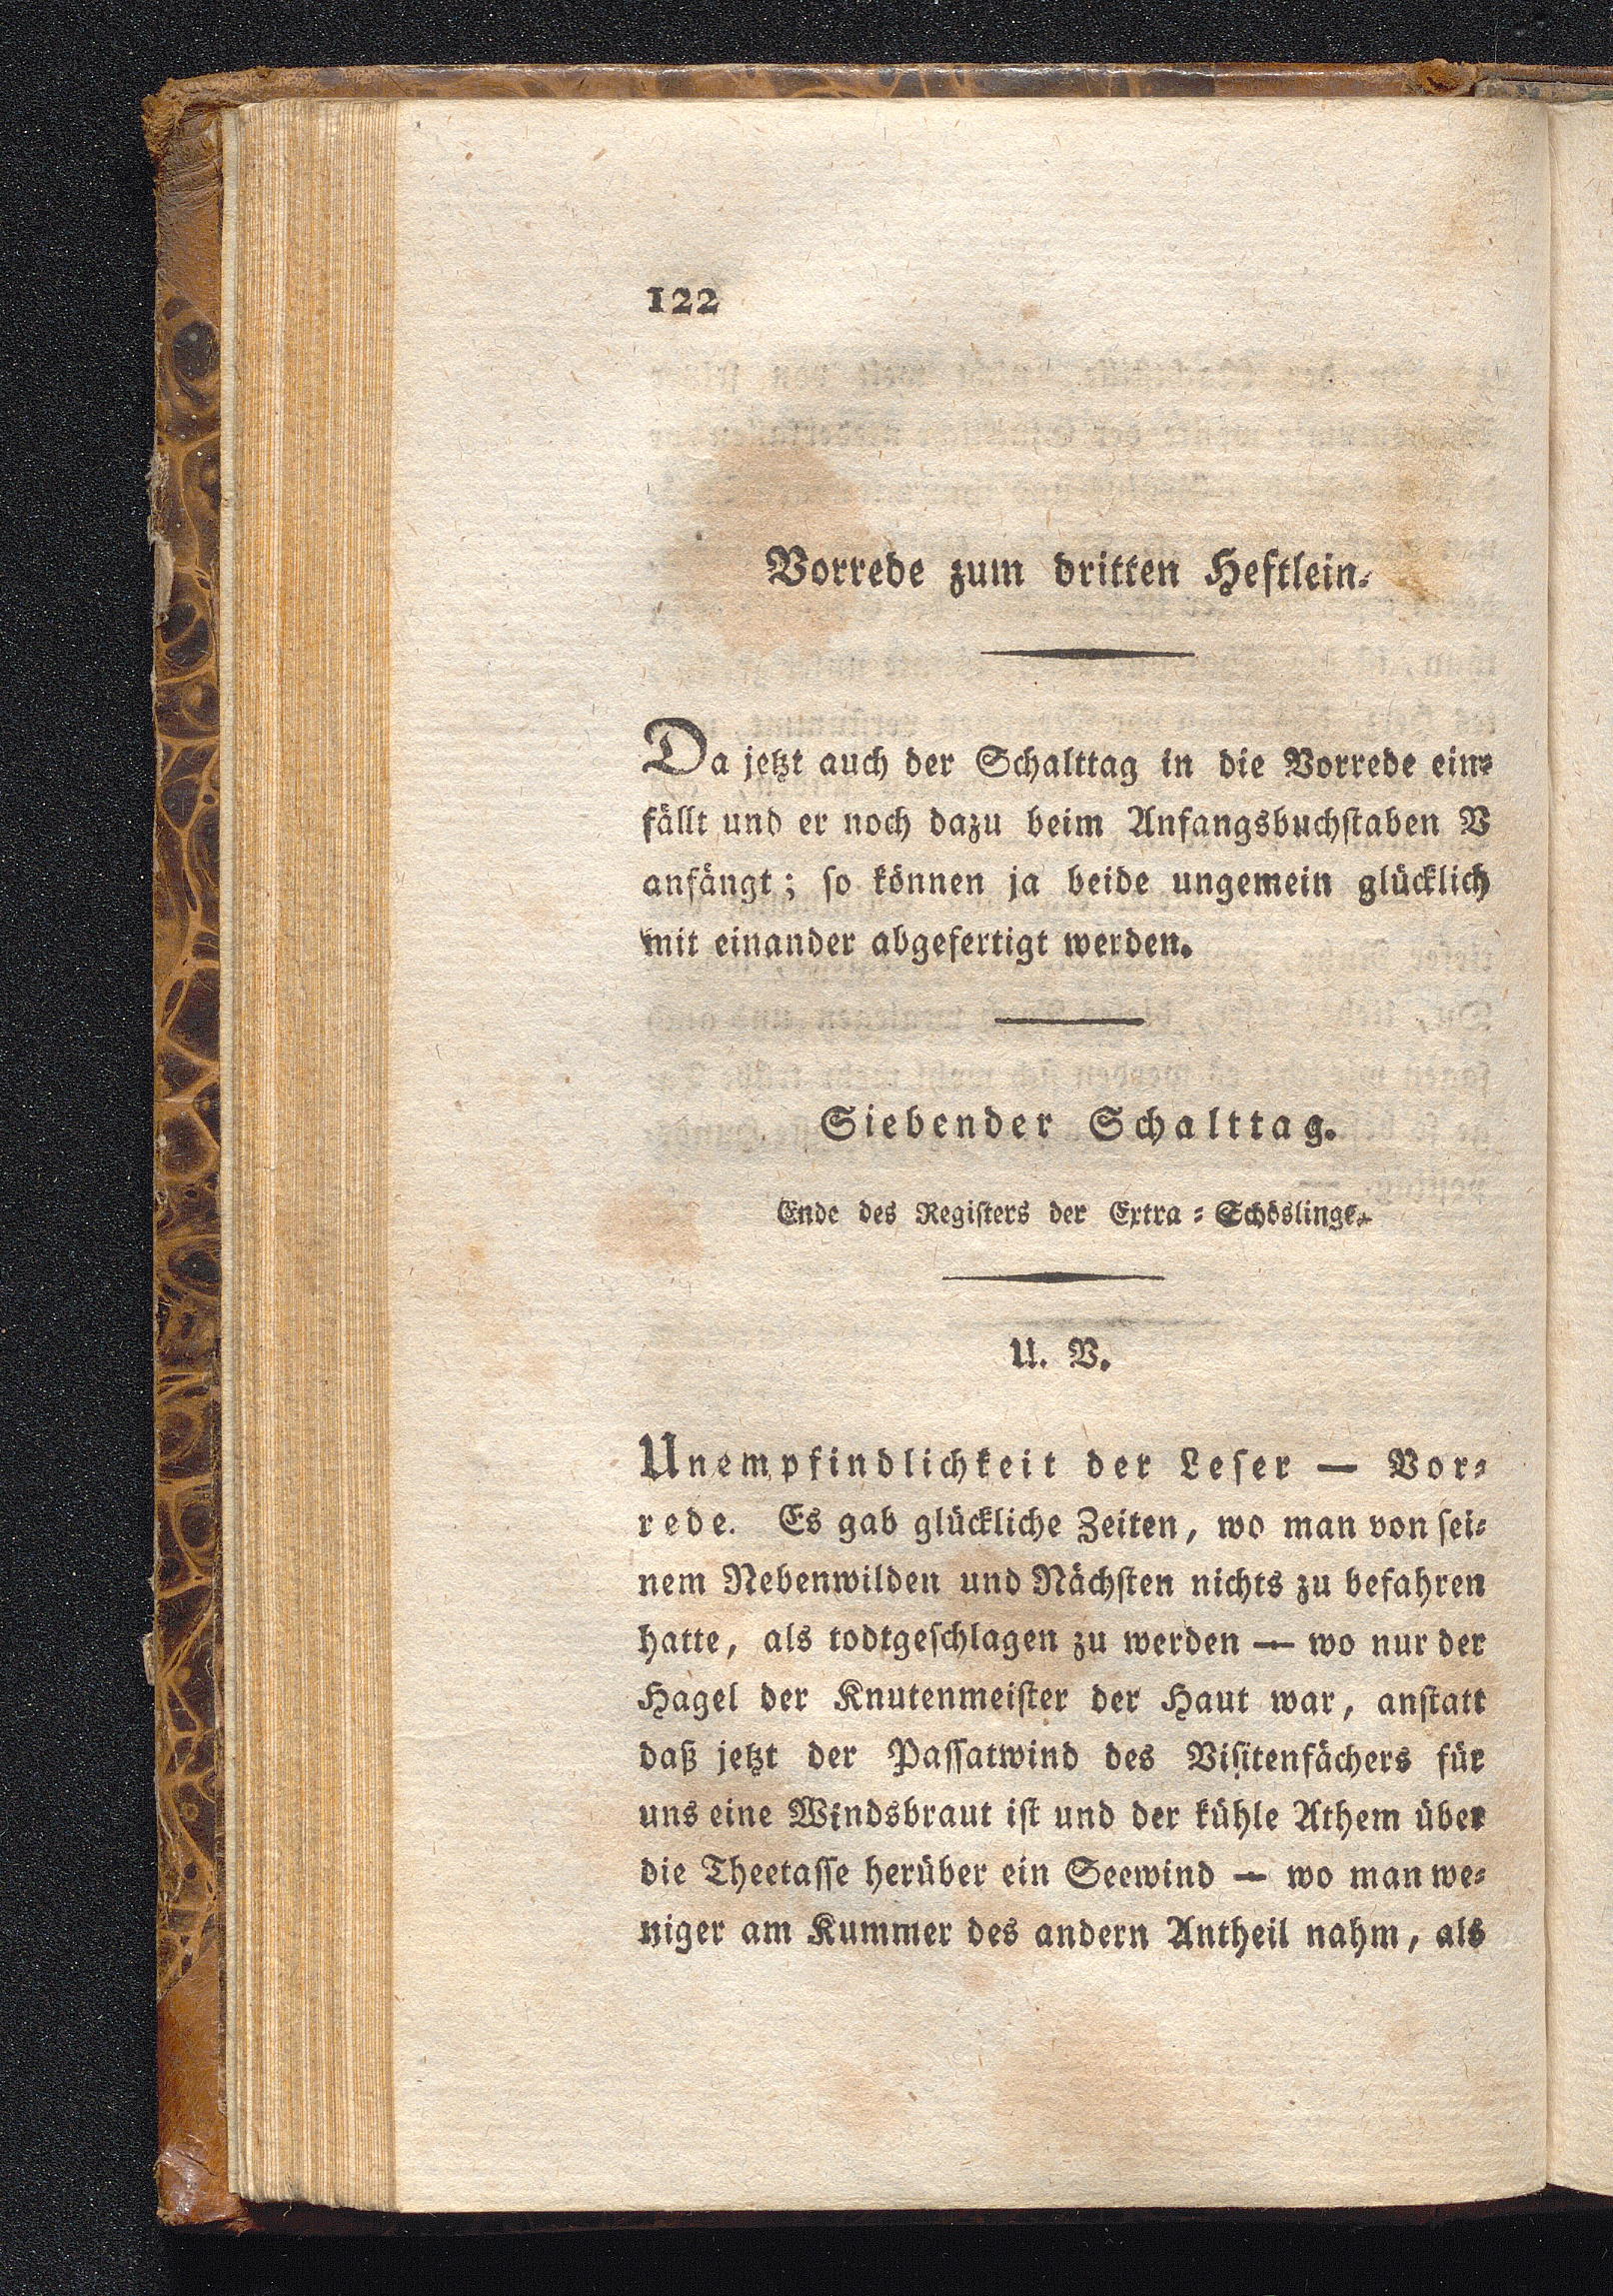 122
Vorrede zum dritten Heftlein.
Da jetzt auch der Schalttag in die Vorrede ein⸗
fällt und er noch dazu beim Anfangsbuchſtaben V
anfängt; ſo können ja beide ungemein glücklich
mit einander abgefertigt werden.
Siebender Schalttag.
Ende des Regiſters der Extra⸗Schöslinge.
U. V.
Unempfindlichkeit der Leſer — Vor⸗
rede. Es gab glückliche Zeiten, wo man von ſei⸗
nem Nebenwilden und Nächſten nichts zu befahren
hatte, als todtgeſchlagen zu werden — wo nur der
Hagel der Knutenmeiſter der Haut war, anſtatt
daß jetzt der Paſſatwind des Viſitenfächers für
uns eine Windsbraut iſt und der kühle Athem über
die Theetaſſe herüber ein Seewind — wo man we⸗
niger am Kummer des andern Antheil nahm, als